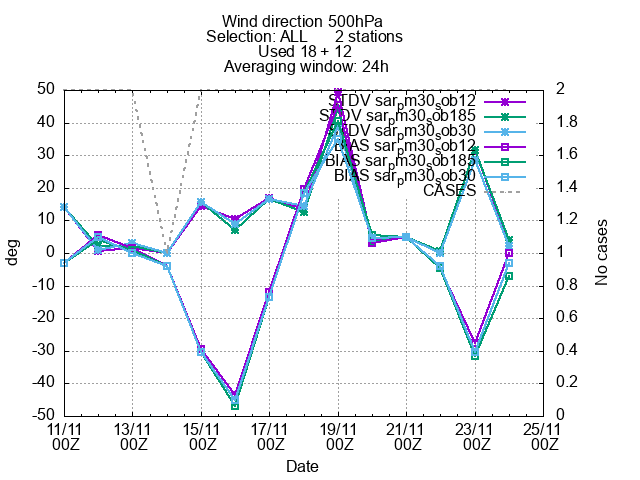 Wind direction 500hPa
Selection: ALL 2 stations
Used 18 + 12
Averaging window: 24h
50
40
30
20
10
0
-10
-20
-30
-40
-50
deg
2
1.8
1.6
1.4
1.2
1
0.8
0.6
0.4
0.2
0
No cases
STDV sar_pm30_sob12
STDV sar_pm30_sob185
STDV sar_pm30_sob30
BIAS sar_pm30_sob12
BIAS sar_pm30_sob185
BIAS sar_pm30_sob30
CASES
11/11 13/11 15/11 17/11 19/11 21/11 23/11 25/11
00Z 00Z 00Z 00Z 00Z 00Z 00Z 00Z
Date